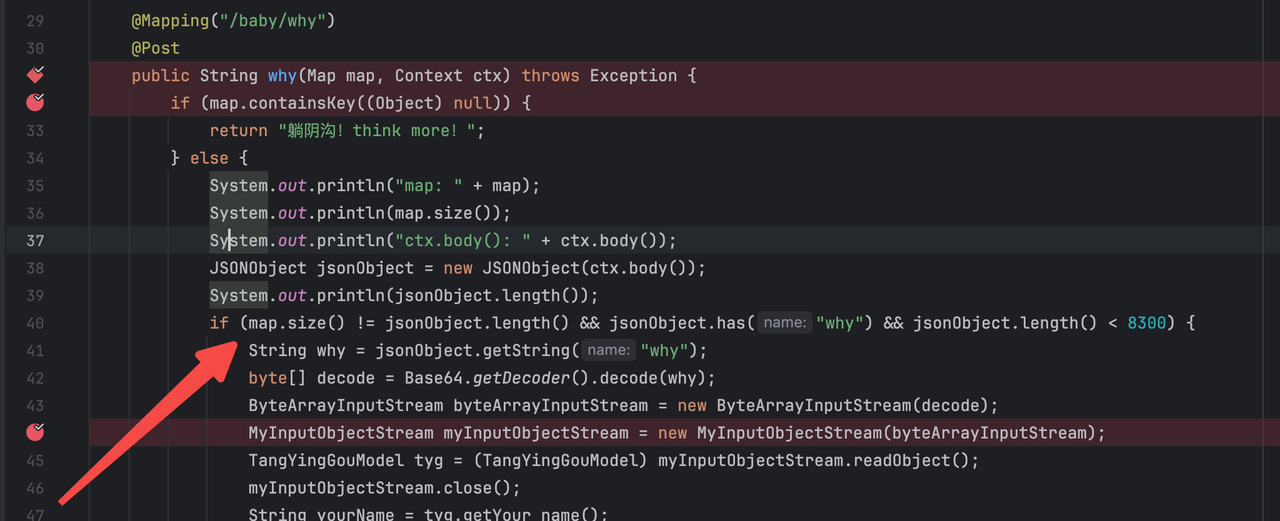 29 @Mapping("/baby/why")
30 @Post
public String why(Map map, Context ctx) throws Exception {
if (map.containsKey((Object) null)) {
33 return "躺阴沟! think more! ";
34 } else {
35 System.out.println("map: " + map);
36 System.out.println(map.size());
37 System.out.println("ctx.body(): " + ctx.body());
38 JSONObject jsonObject = new JSONObject(ctx.body());
39 System.out.println(jsonObject.length());
40 if (map.size() != jsonObject.length() && jsonObject.has( name: "why") && jsonObject.length() < 8300) {
41 String why = jsonObject.getString( name: "why");
42 byte[] decode = Base64.getDecoder().decode(why);
43 ByteArrayInputStream byteArrayInputStream = new ByteArrayInputStream(decode);
MyInputObjectStream myInputObjectStream = new MyInputObjectStream(byteArrayInputStream);
45 TangYingGouModel tyg = (TangYingGouModel) myInputObjectStream.readObject();
46 myInputObjectStream.close();
47 String yourName = tyg.getYour_name();